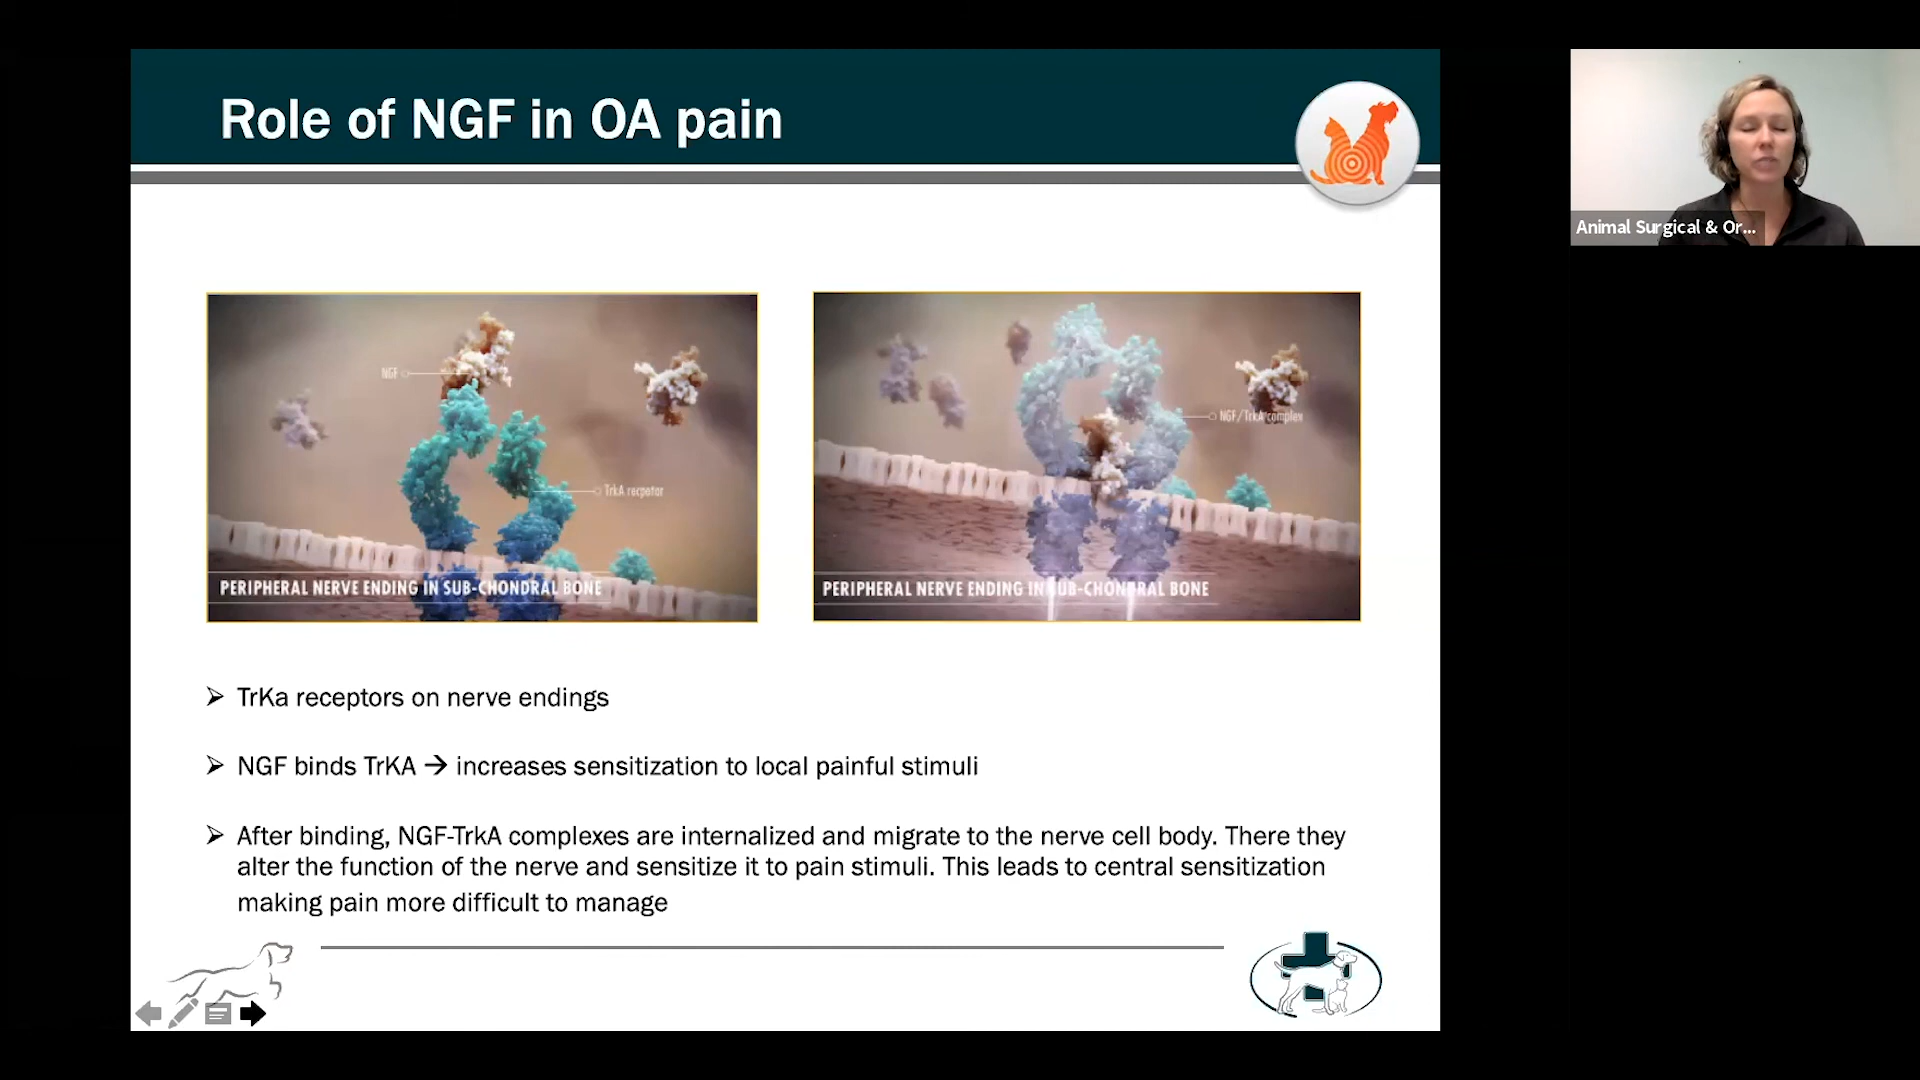 Role of NGF in OA pain
Animal Surgical & Or...
NGF
TrkA recpetor
PERIPHERAL NERVE ENDING IN SUB-CHONDRAL BONE
NGF/TrkA complex
PERIPHERAL NERVE ENDING IN SUB-CHONDRAL BONE
➢ TrKa receptors on nerve endings
➢ NGF binds TrKA → increases sensitization to local painful stimuli
➢ After binding, NGF-TrkA complexes are internalized and migrate to the nerve cell body. There they
alter the function of the nerve and sensitize it to pain stimuli. This leads to central sensitization
making pain more difficult to manage